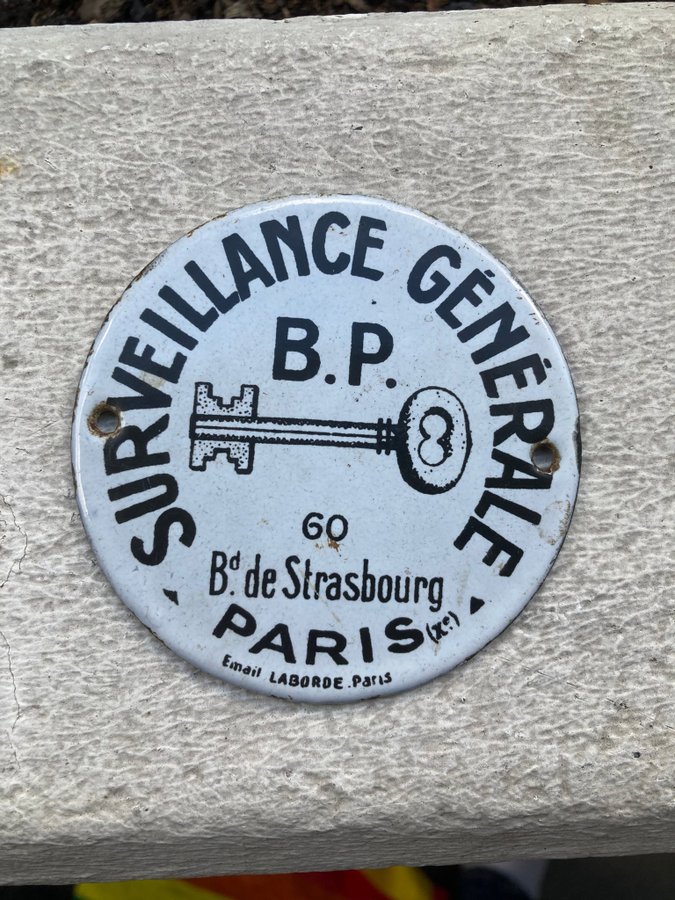 SURVEILLANCE GÉNÉRALE
B.P.
60
Bd. de Strasbourg
PARIS (Xe.)
Email LABORDE.Paris